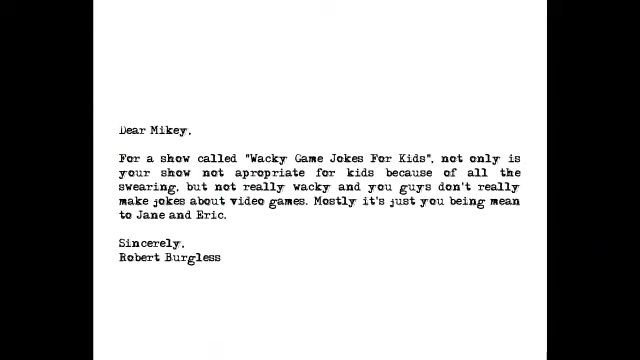 Dear Mikey,
For a show called "Wacky Game Jokes For Kids", not only is
your show not apropriate for kids because of all the
swearing, but not really wacky and you guys don't really
make jokes about video games. Mostly it's just you being mean
to Jane and Eric.
Sincerely,
Robert Burgless